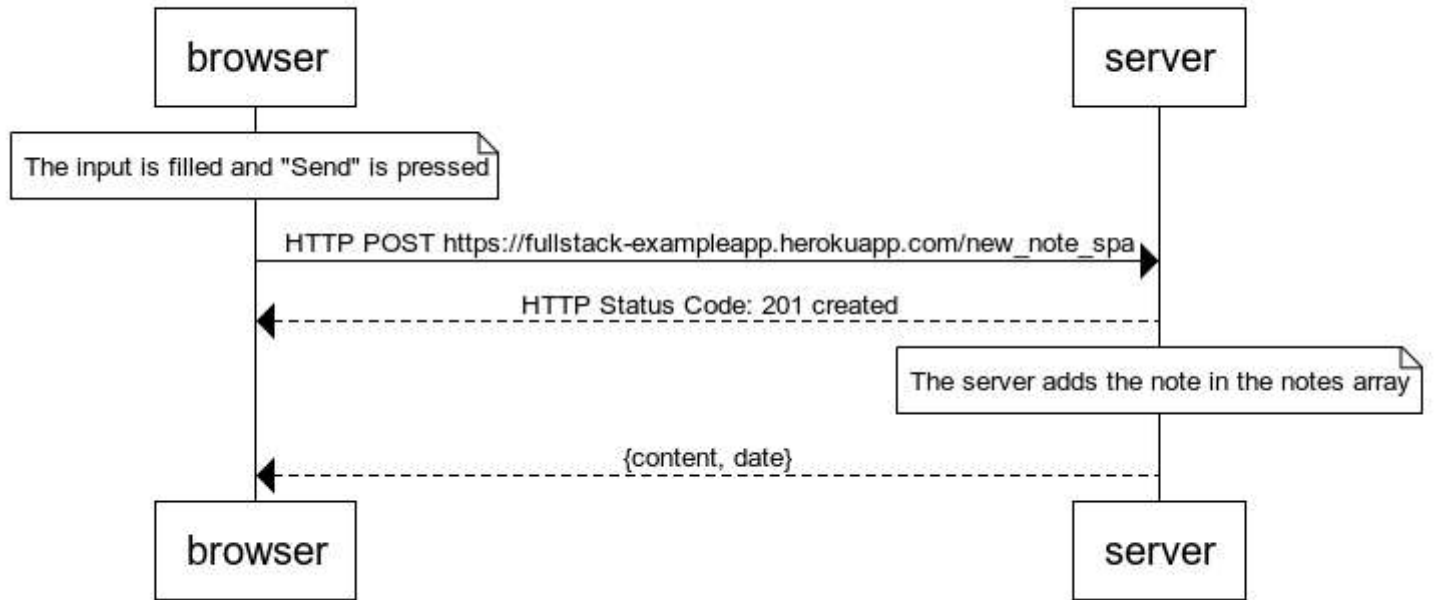 browser
server
The input is filled and "Send" is pressed
HTTP POST https://fullstack-exampleapp.herokuapp.com/new_note_spa
HTTP Status Code: 201 created
The server adds the note in the notes array
{content, date}
browser
server